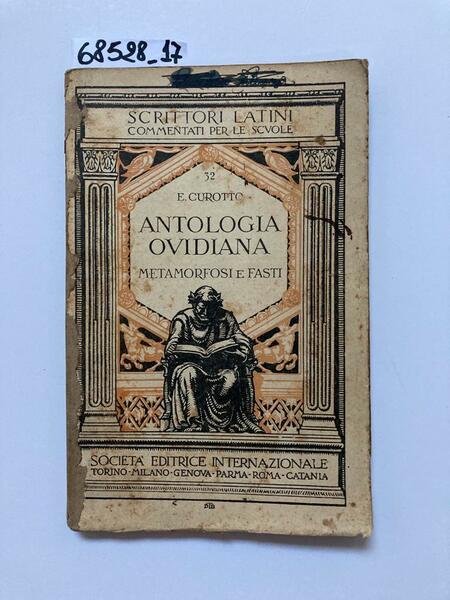 68528_17
SCRITTORI LATINI
COMMENTATI PER LE SCVOLE
32
E. CUROTTO
ANTOLOGIA
OVIDIANA
METAMORFOSI E FASTI
SOCIETÀ EDITRICE INTERNAZIONALE
TORINO·MILANO·GENOVA·PARMA·ROMA·CATANIA